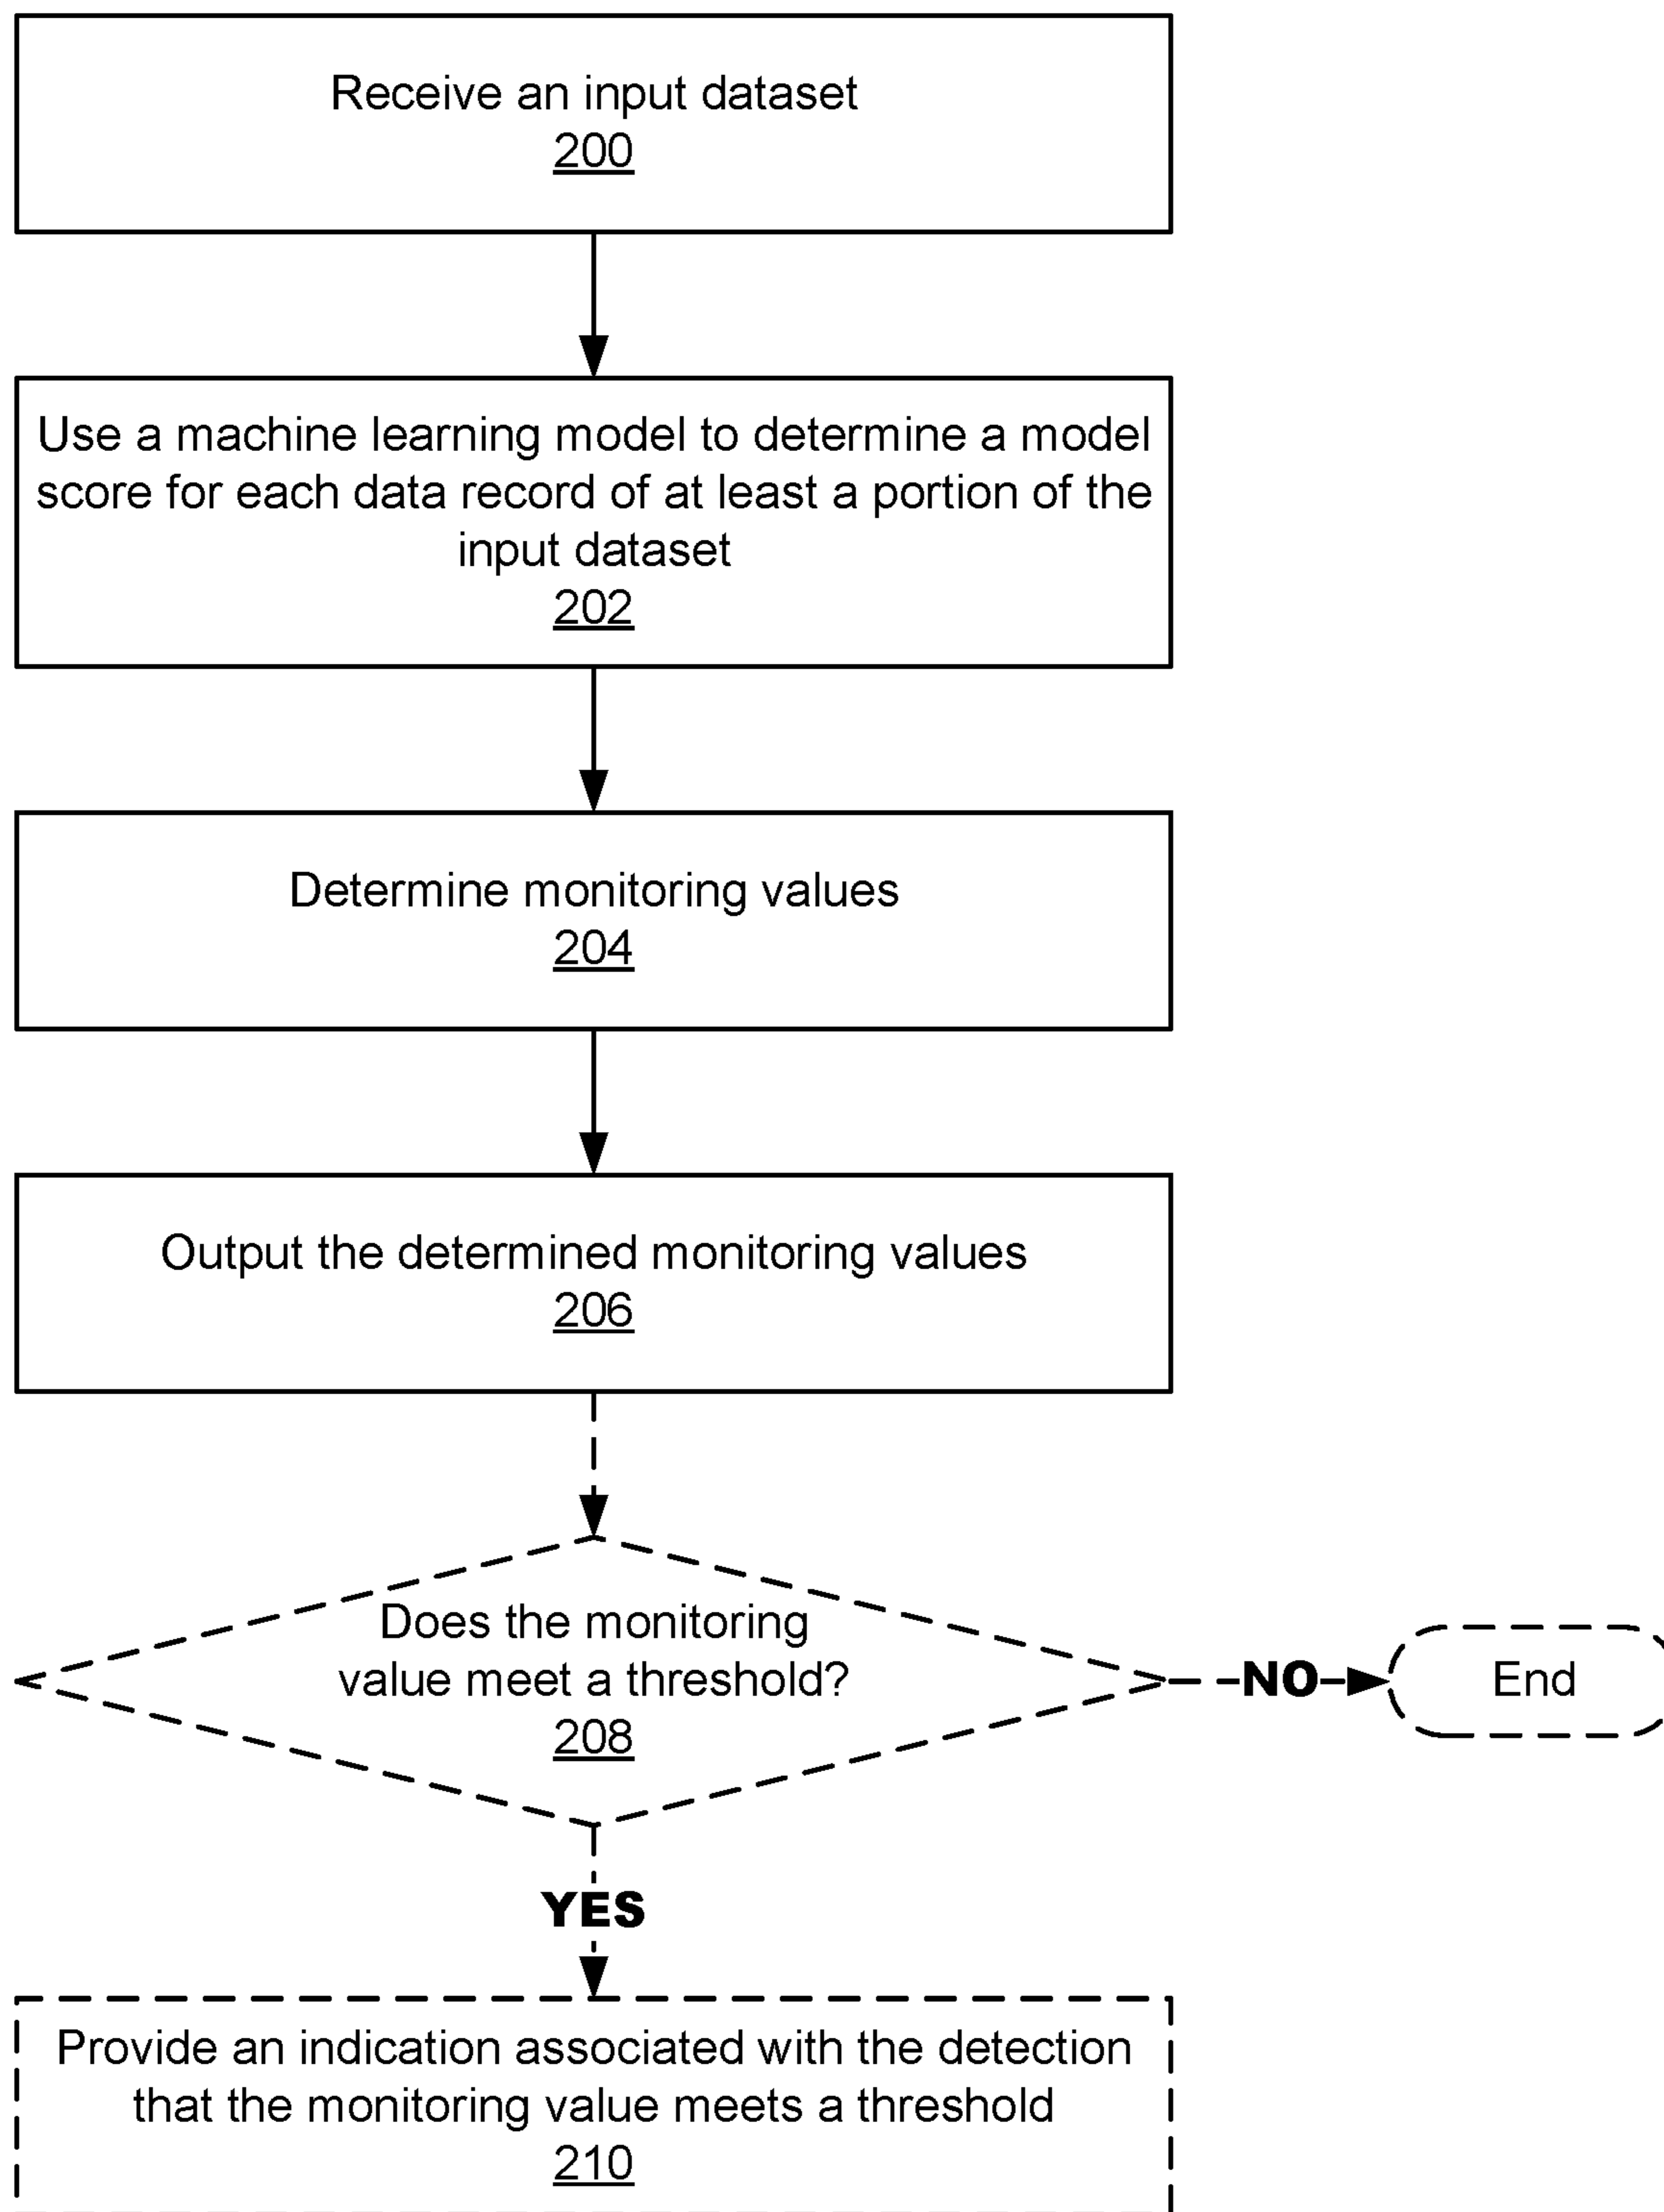 Receive an input dataset
200
Use a machine learning model to determine a model
score for each data record of at least a portion of the
input dataset
202
Determine monitoring values
204
Output the determined monitoring values
206
Does the monitoring
value meet a threshold?
208
NO
End
YES
Provide an indication associated with the detection
that the monitoring value meets a threshold
210